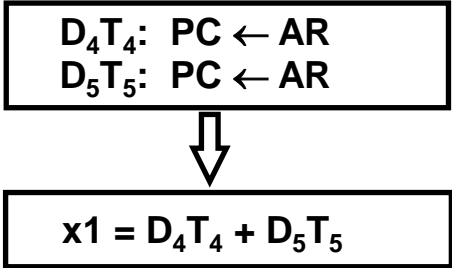 D₄T₄: PC ← AR
D₅T₅: PC ← AR
x1 = D₄T₄ + D₅T₅